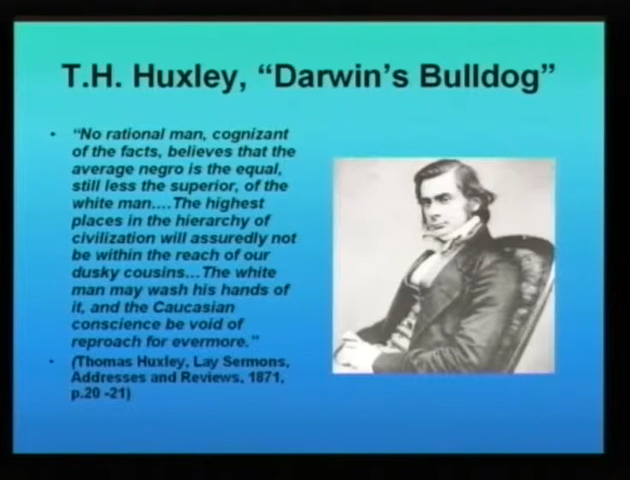 T.H. Huxley, “Darwin’s Bulldog”
• “No rational man, cognizant
of the facts, believes that the
average negro is the equal,
still less the superior, of the
white man....The highest
places in the hierarchy of
civilization will assuredly not
be within the reach of our
dusky cousins...The white
man may wash his hands of
it, and the Caucasian
conscience be void of
reproach for evermore.”
• (Thomas Huxley, Lay Sermons,
Addresses and Reviews, 1871,
p.20 -21)